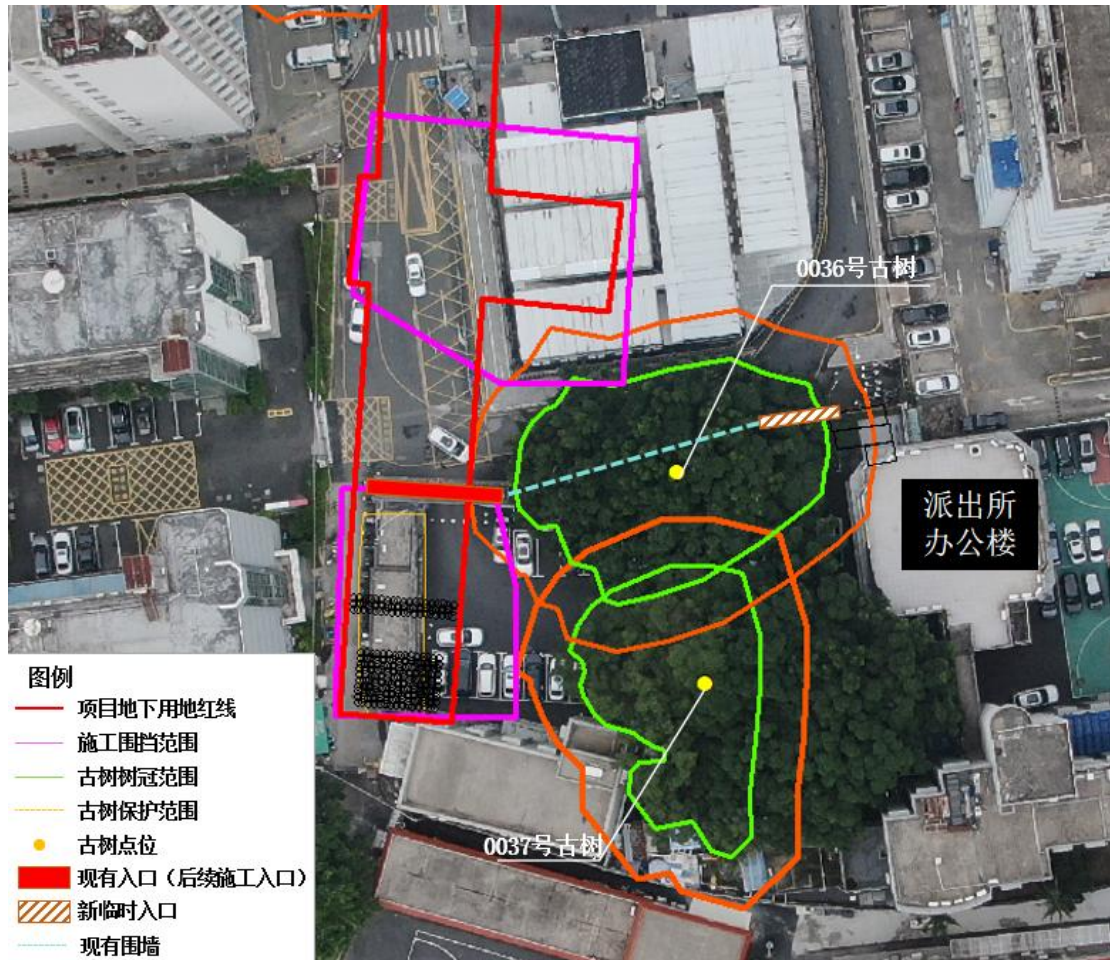 0036号古树
派出所
办公楼
0037号古树
图例
项目地下用地红线
施工围挡范围
古树树冠范围
古树保护范围
古树点位
现有入口（后续施工入口）
新临时入口
现有围墙